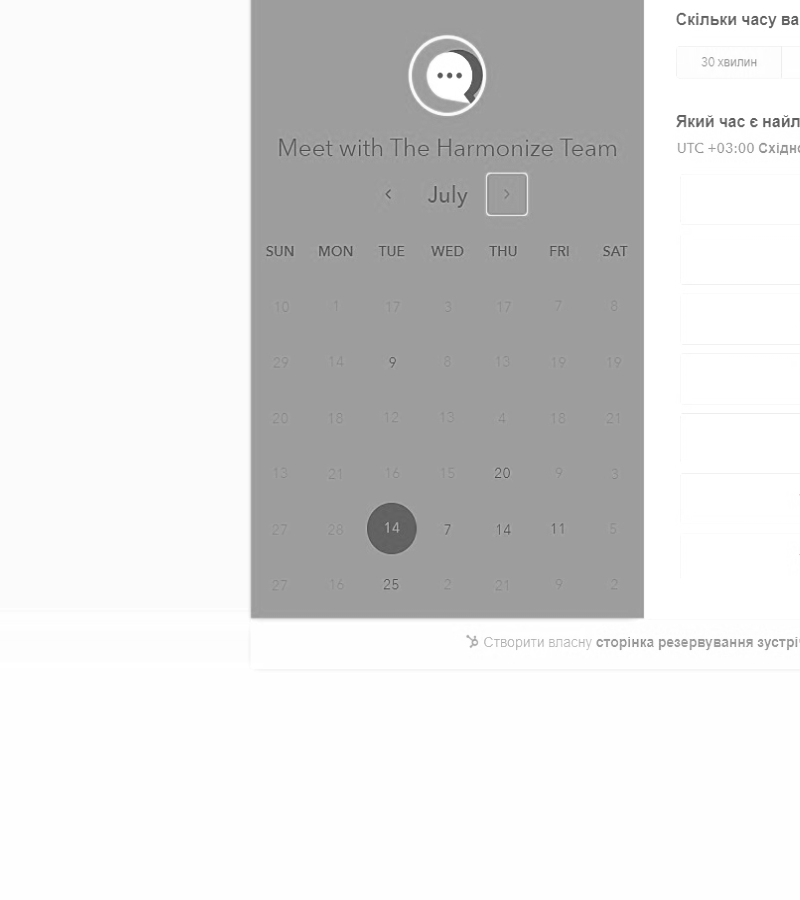 Meet with The Harmonize Team
July
SUN MON TUE WED THU FRI SAT
10 1 17 3 17 7 8
29 14 9 8 13 19 19
20 18 12 13 4 18 21
13 21 16 15 20 9 3
27 28 14 7 14 11 5
27 16 25 2 21 9 2
Скільки часу ва
30 хвилин
Який час є найл
UTC +03:00 Східно
Створити власну сторінка резервування зустріч